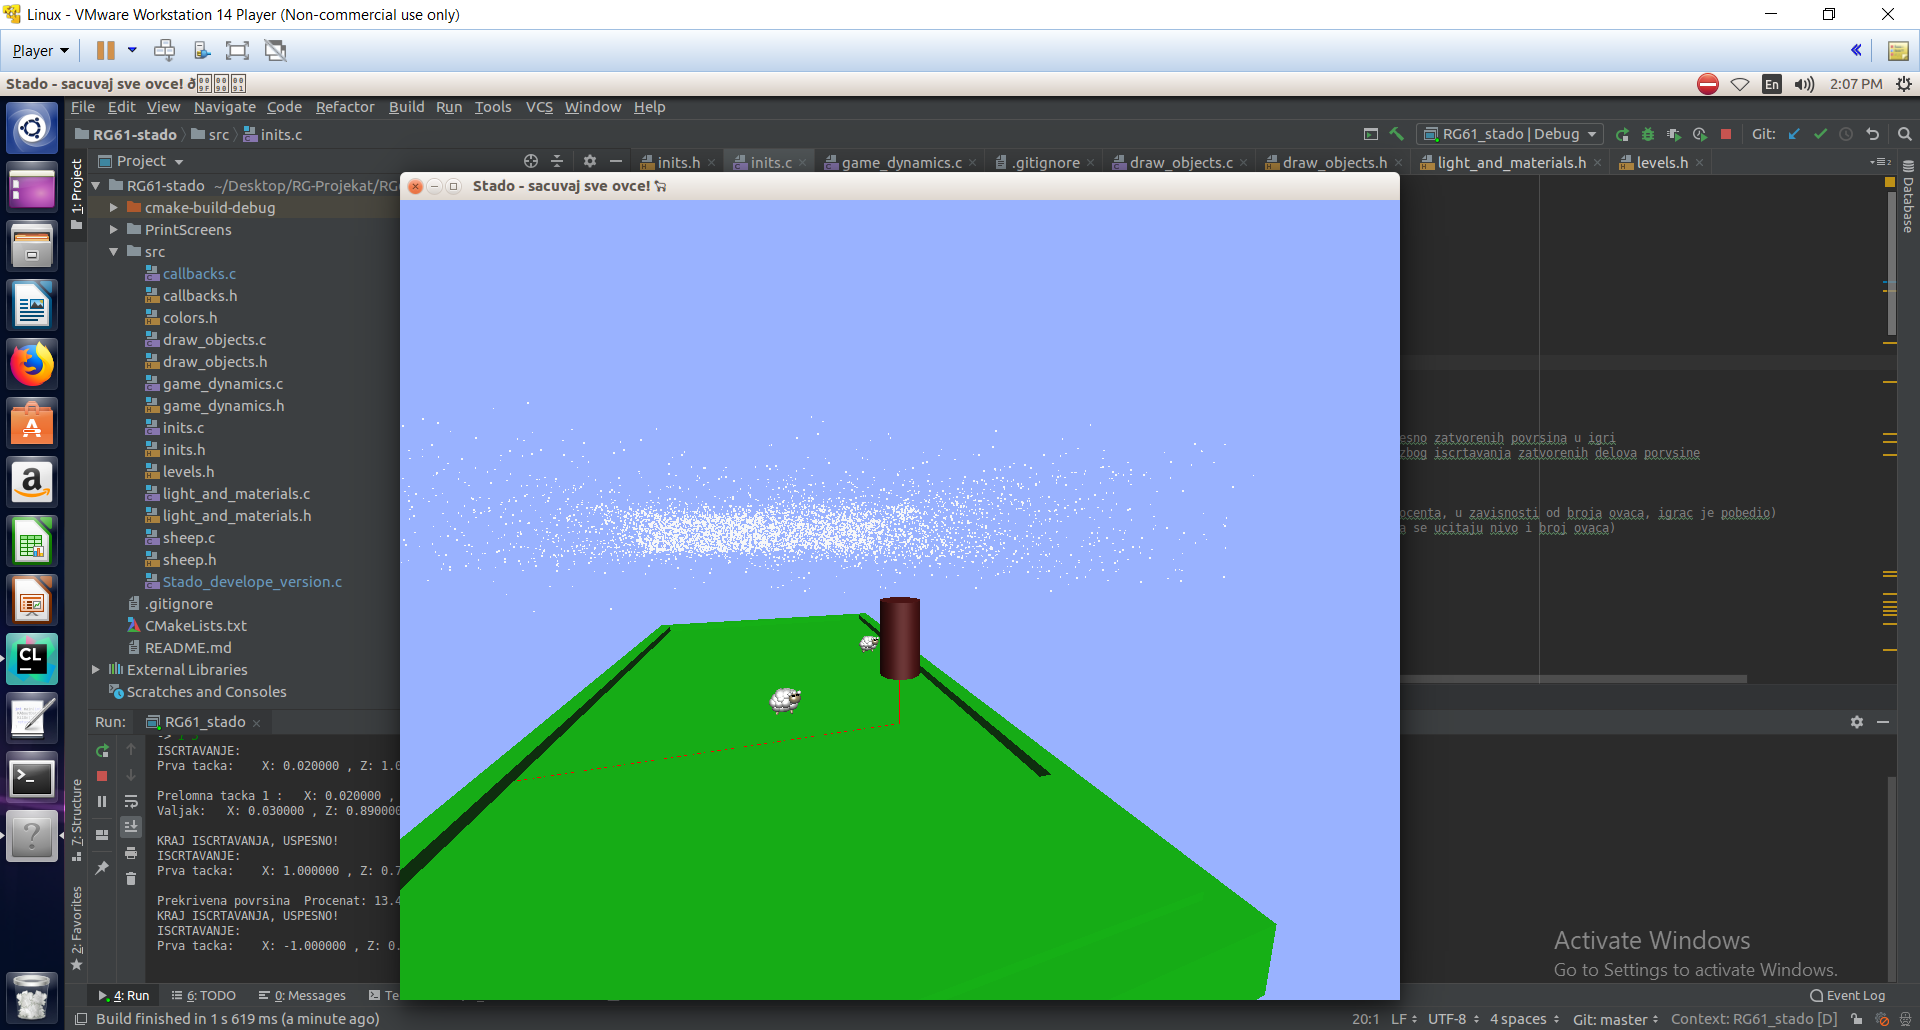 Linux - VMware Workstation 14 Player (Non-commercial use only)
Player
Stado - sacuvaj sve ovce!
En
2:07 PM
File Edit View Navigate Code Refactor Build Run Tools VCS Window Help
RG61-stado src inits.c
RG61_stado | Debug
Git:
Project
inits.h
inits.c
game_dynamics.c
.gitignore
draw_objects.c
draw_objects.h
light_and_materials.h
levels.h
1: Project
Database
RG61-stado ~/Desktop/RG-Projekat/RG
cmake-build-debug
PrintScreens
src
callbacks.c
callbacks.h
colors.h
draw_objects.c
draw_objects.h
game_dynamics.c
game_dynamics.h
inits.c
inits.h
levels.h
light_and_materials.c
light_and_materials.h
sheep.c
sheep.h
Stado_develope_version.c
.gitignore
CMakeLists.txt
README.md
External Libraries
Scratches and Consoles
Stado - sacuvaj sve ovce!
esno zatvorenih povrsina u igri
zbog iscrtavanja zatvorenih delova porvsine
ocenta, u zavisnosti od broja ovaca, igrac je pobedio)
a se ucitaju nivo i broj ovaca)
Run: RG61_stado
7: Structure
2: Favorites
ISCRTAVANJE:
Prva tacka: X: 0.020000 , Z: 1.0
Prelomna tacka 1 : X: 0.020000 ,
Valjak: X: 0.030000 , Z: 0.890000
KRAJ ISCRTAVANJA, USPESNO!
ISCRTAVANJE:
Prva tacka: X: 1.000000 , Z: 0.7
Prekrivena povrsina Procenat: 13.4
KRAJ ISCRTAVANJA, USPESNO!
ISCRTAVANJE:
Prva tacka: X: -1.000000 , Z: 0.
Activate Windows
Go to Settings to activate Windows.
4: Run
6: TODO
0: Messages
Te
Event Log
Build finished in 1 s 619 ms (a minute ago)
20:1 LF UTF-8 4 spaces Git: master Context: RG61_stado [D]